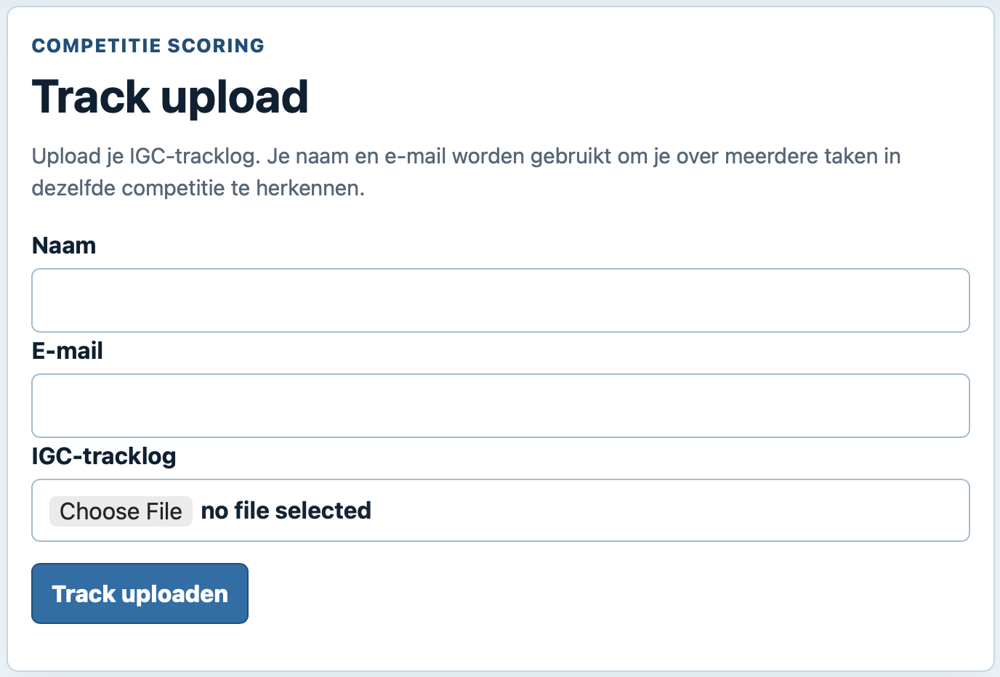 COMPETITIE SCORING
Track upload
Upload je IGC-tracklog. Je naam en e-mail worden gebruikt om je over meerdere taken in
dezelfde competitie te herkennen.
Naam
E-mail
IGC-tracklog
Choose File no file selected
Track uploaden